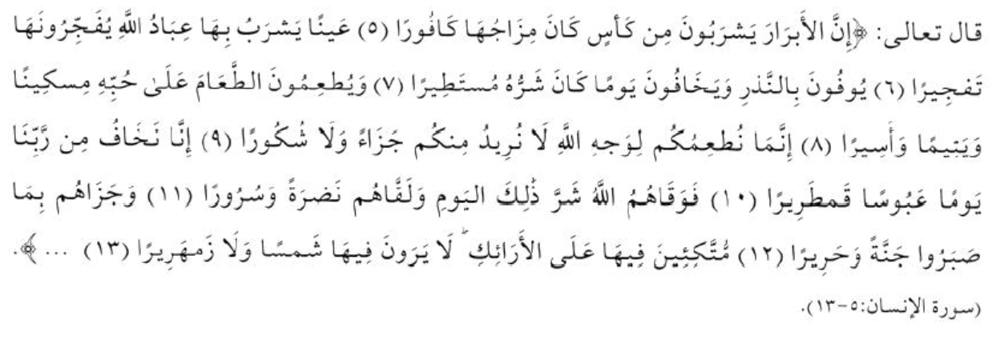 قال تعالى: ﴿إِنَّ الأَبرَارَ يَشرَبُونَ مِن كَأسٍ كَانَ مِزَاجُهَا كَافُورًا (٥) عَينًا يَشرَبُ بِهَا عِبَادُ اللَّهِ يُفَجِّرُونَهَا
تَفجِيرًا (٦) يُوفُونَ بِالنَّذرِ وَيَخَافُونَ يَومًا كَانَ شَرُّهُ مُستَطِيرًا (٧) وَيُطعِمُونَ الطَّعَامَ عَلَىٰ حُبِّهِ مِسكِينًا
وَيَتِيمًا وَأَسِيرًا (٨) إِنَّمَا نُطعِمُكُم لِوَجهِ اللَّهِ لَا نُرِيدُ مِنكُم جَزَاءً وَلَا شُكُورًا (٩) إِنَّا نَخَافُ مِن رَّبِّنَا
يَومًا عَبُوسًا قَمطَرِيرًا (١٠) فَوَقَاهُمُ اللَّهُ شَرَّ ذَٰلِكَ اليَومِ وَلَقَّاهُم نَضرَةً وَسُرُورًا (١١) وَجَزَاهُم بِمَا
صَبَرُوا جَنَّةً وَحَرِيرًا (١٢) مُّتَّكِئِينَ فِيهَا عَلَى الأَرَائِكِ ۖ لَا يَرَونَ فِيهَا شَمسًا وَلَا زَمهَرِيرًا (١٣) ... ﴾.
(سورة الإنسان:٥-١٣).